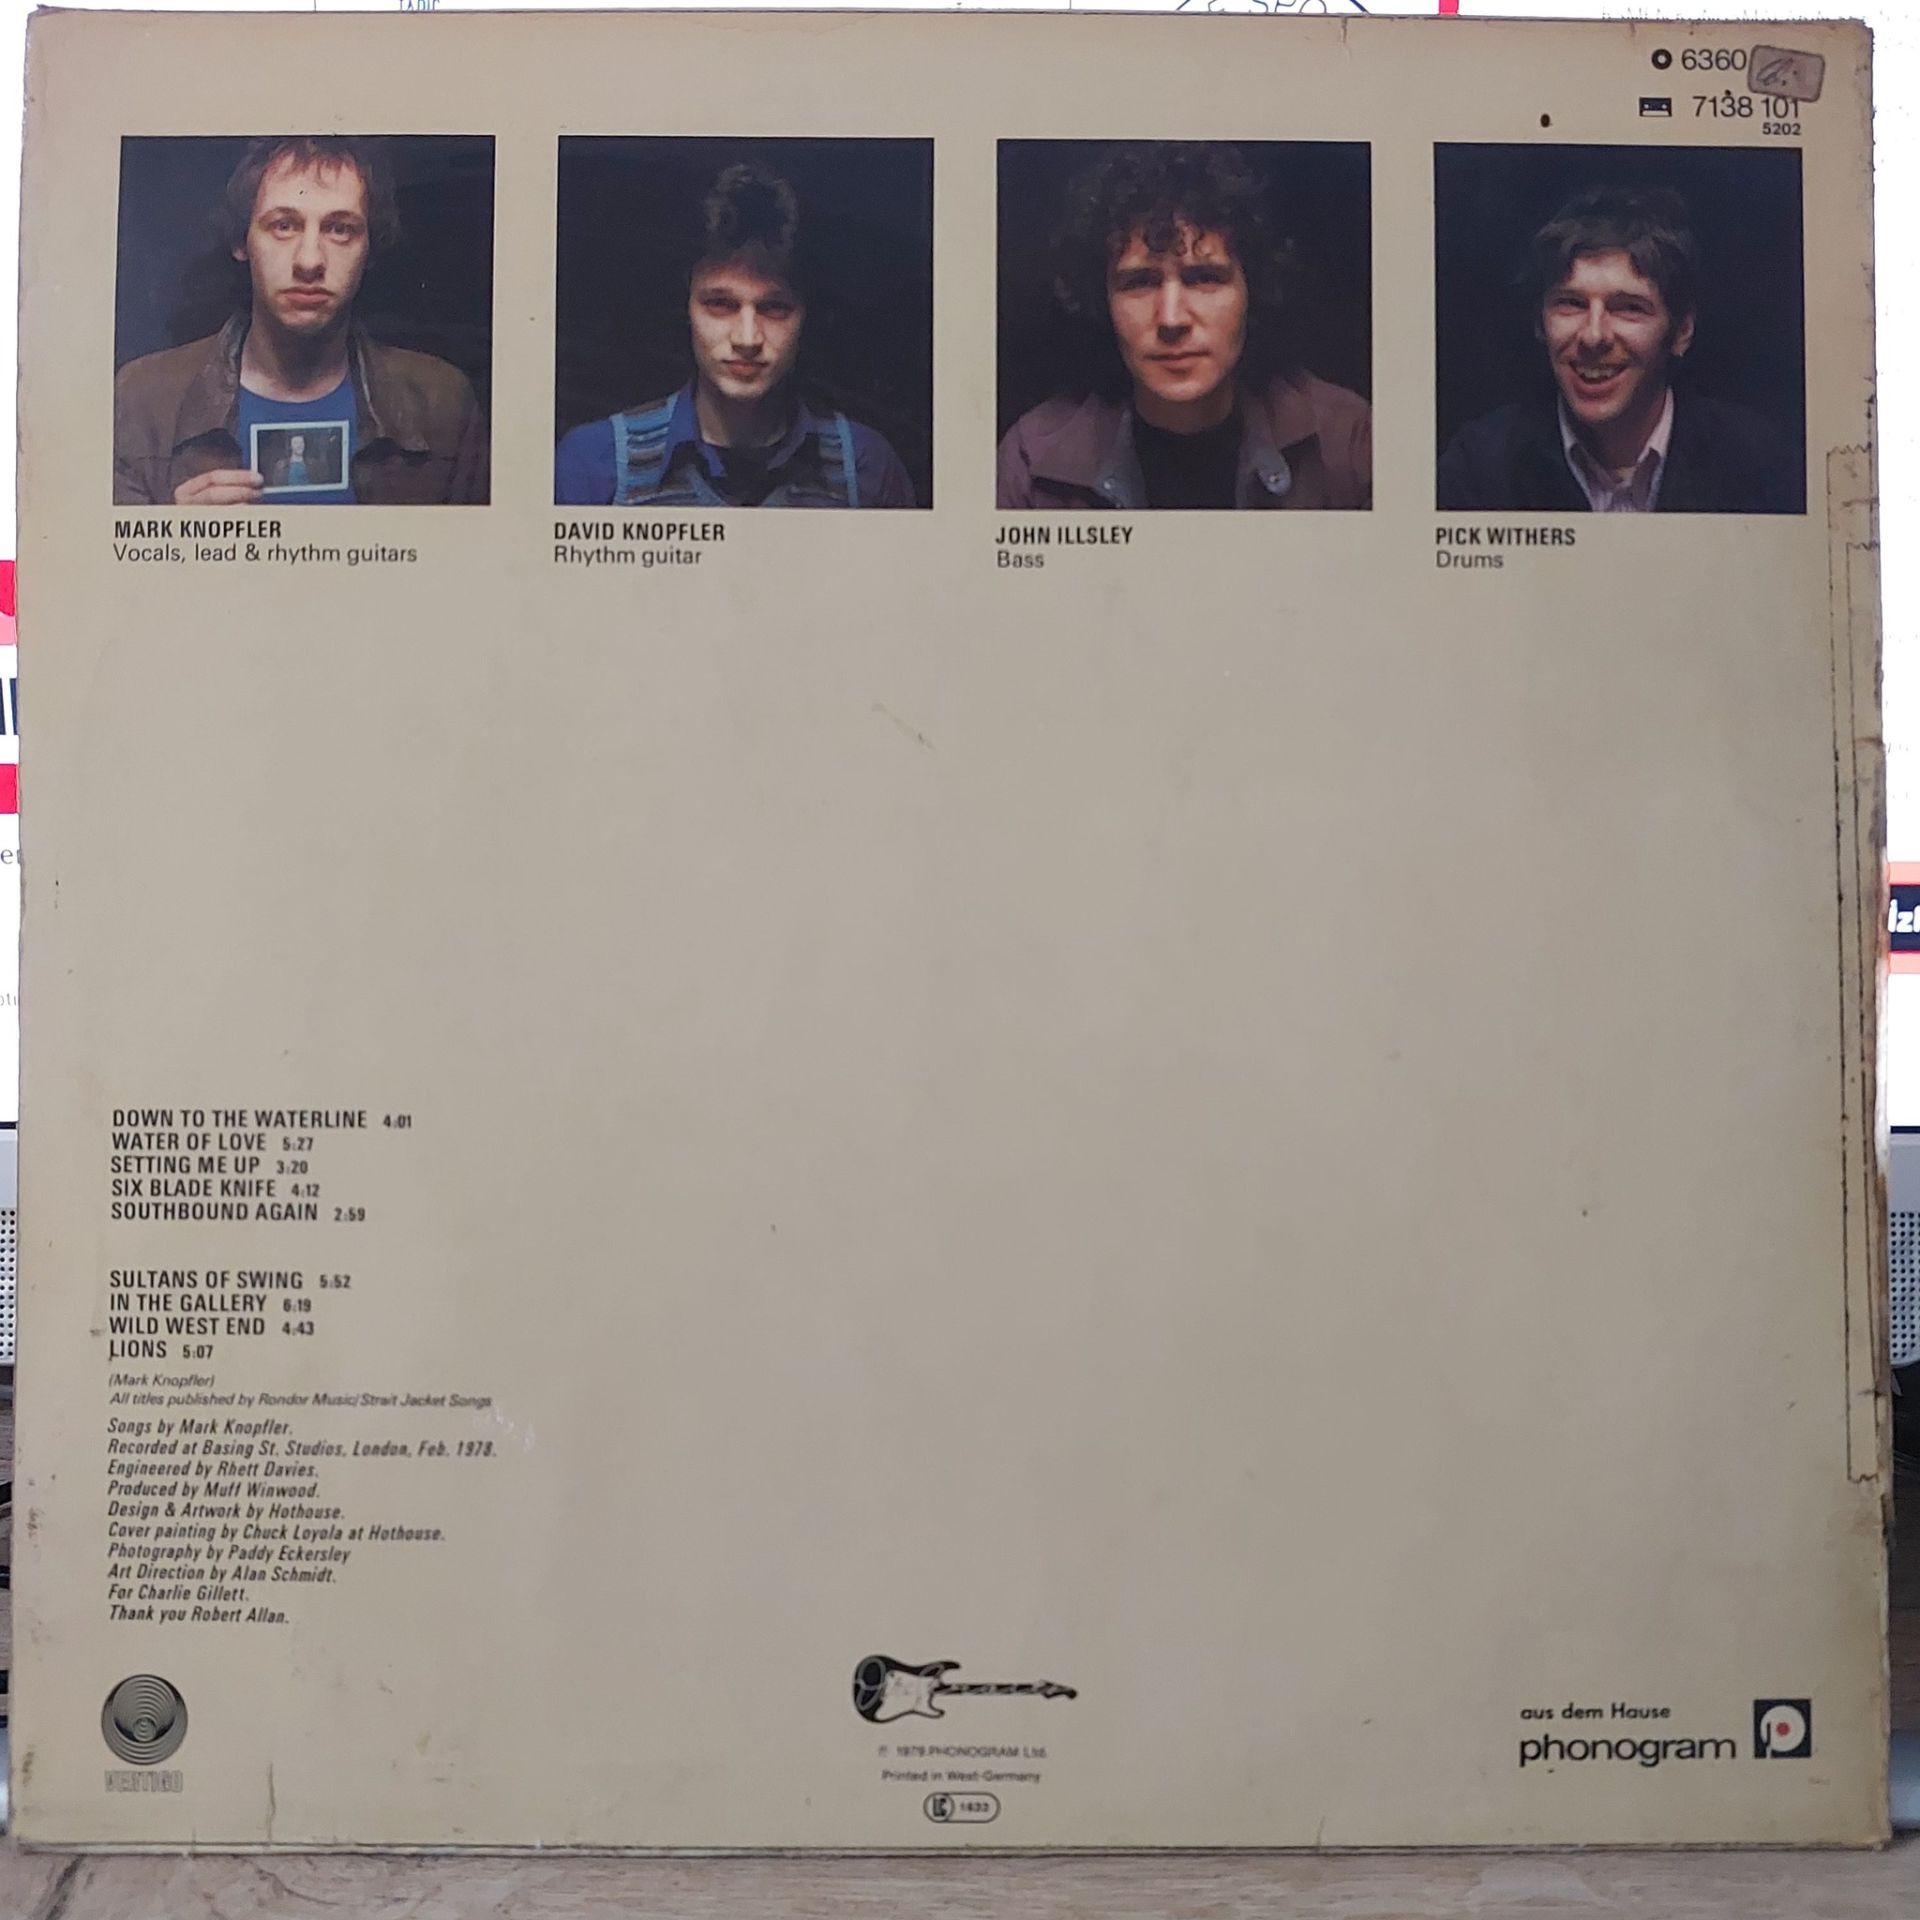 6360
7138 101
5202
MARK KNOPFLER
Vocals, lead & rhythm guitars
DAVID KNOPFLER
Rhythm guitar
JOHN ILLSLEY
Bass
PICK WITHERS
Drums
DOWN TO THE WATERLINE 4:01
WATER OF LOVE 5:27
SETTING ME UP 3:20
SIX BLADE KNIFE 4:12
SOUTHBOUND AGAIN 2:59
SULTANS OF SWING 5:52
IN THE GALLERY 6:19
WILD WEST END 4:43
LIONS 5:07
(Mark Knopfler)
All titles published by Rondor Music/Strait Jacket Songs
Songs by Mark Knopfler.
Recorded at Basing St. Studios, London, Feb. 1978.
Engineered by Rhett Davies.
Produced by Muff Winwood.
Design & Artwork by Hothouse.
Cover painting by Chuck Loyola at Hothouse.
Photography by Paddy Eckersley
Art Direction by Alan Schmidt.
For Charlie Gillett.
Thank you Robert Allan.
VERTIGO
℗ 1978 PHONOGRAM Ltd.
Printed in West-Germany
LC 1633
aus dem Hause
phonogram